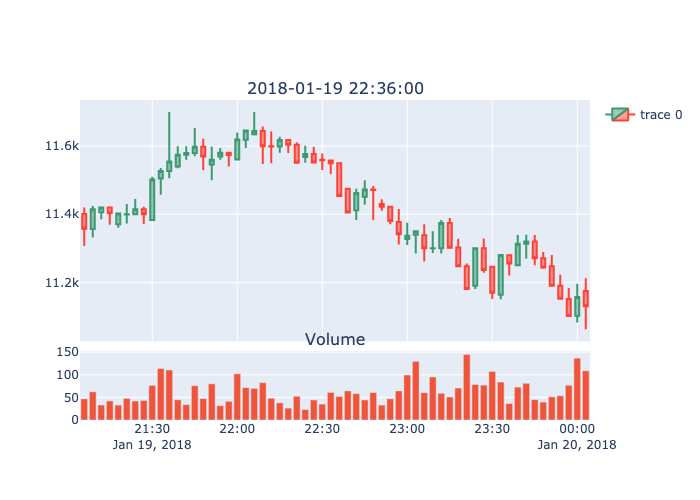 2018-01-19 22:36:00
trace 0
11.6k
11.4k
11.2k
Volume
150
100
50
0
21:30 22:00 22:30 23:00 23:30 00:00
Jan 19, 2018 Jan 20, 2018